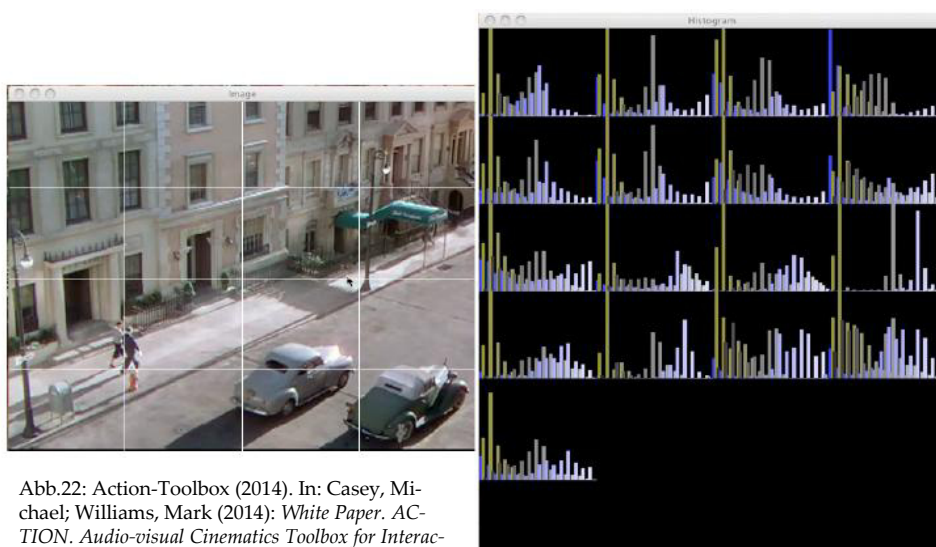 Histogram
Image
Abb.22: Action-Toolbox (2014). In: Casey, Mi-
chael; Williams, Mark (2014): White Paper. AC-
TION. Audio-visual Cinematics Toolbox for Interac-